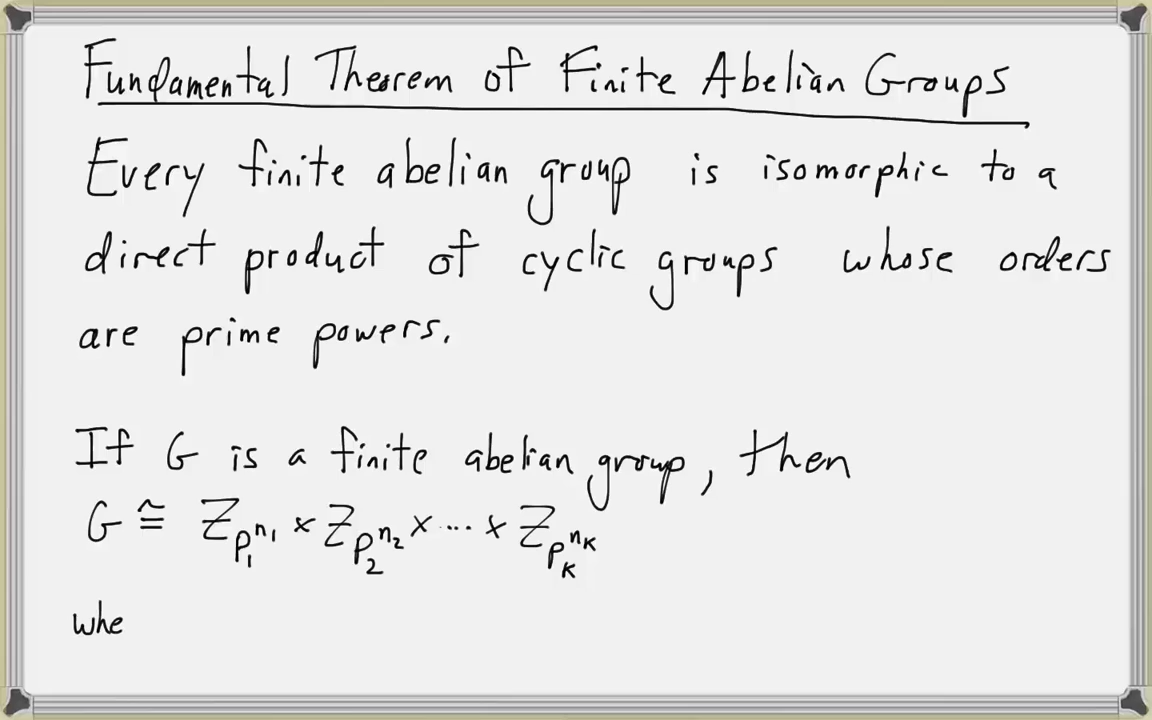 Fundamental Theorem of Finite Abelian Groups
Every finite abelian group is isomorphic to a
direct product of cyclic groups whose orders
are prime powers.
If G is a finite abelian group, then
G ≅ Z_{p_1^{n_1}} × Z_{p_2^{n_2}} × ... × Z_{p_k^{n_k}}
whe